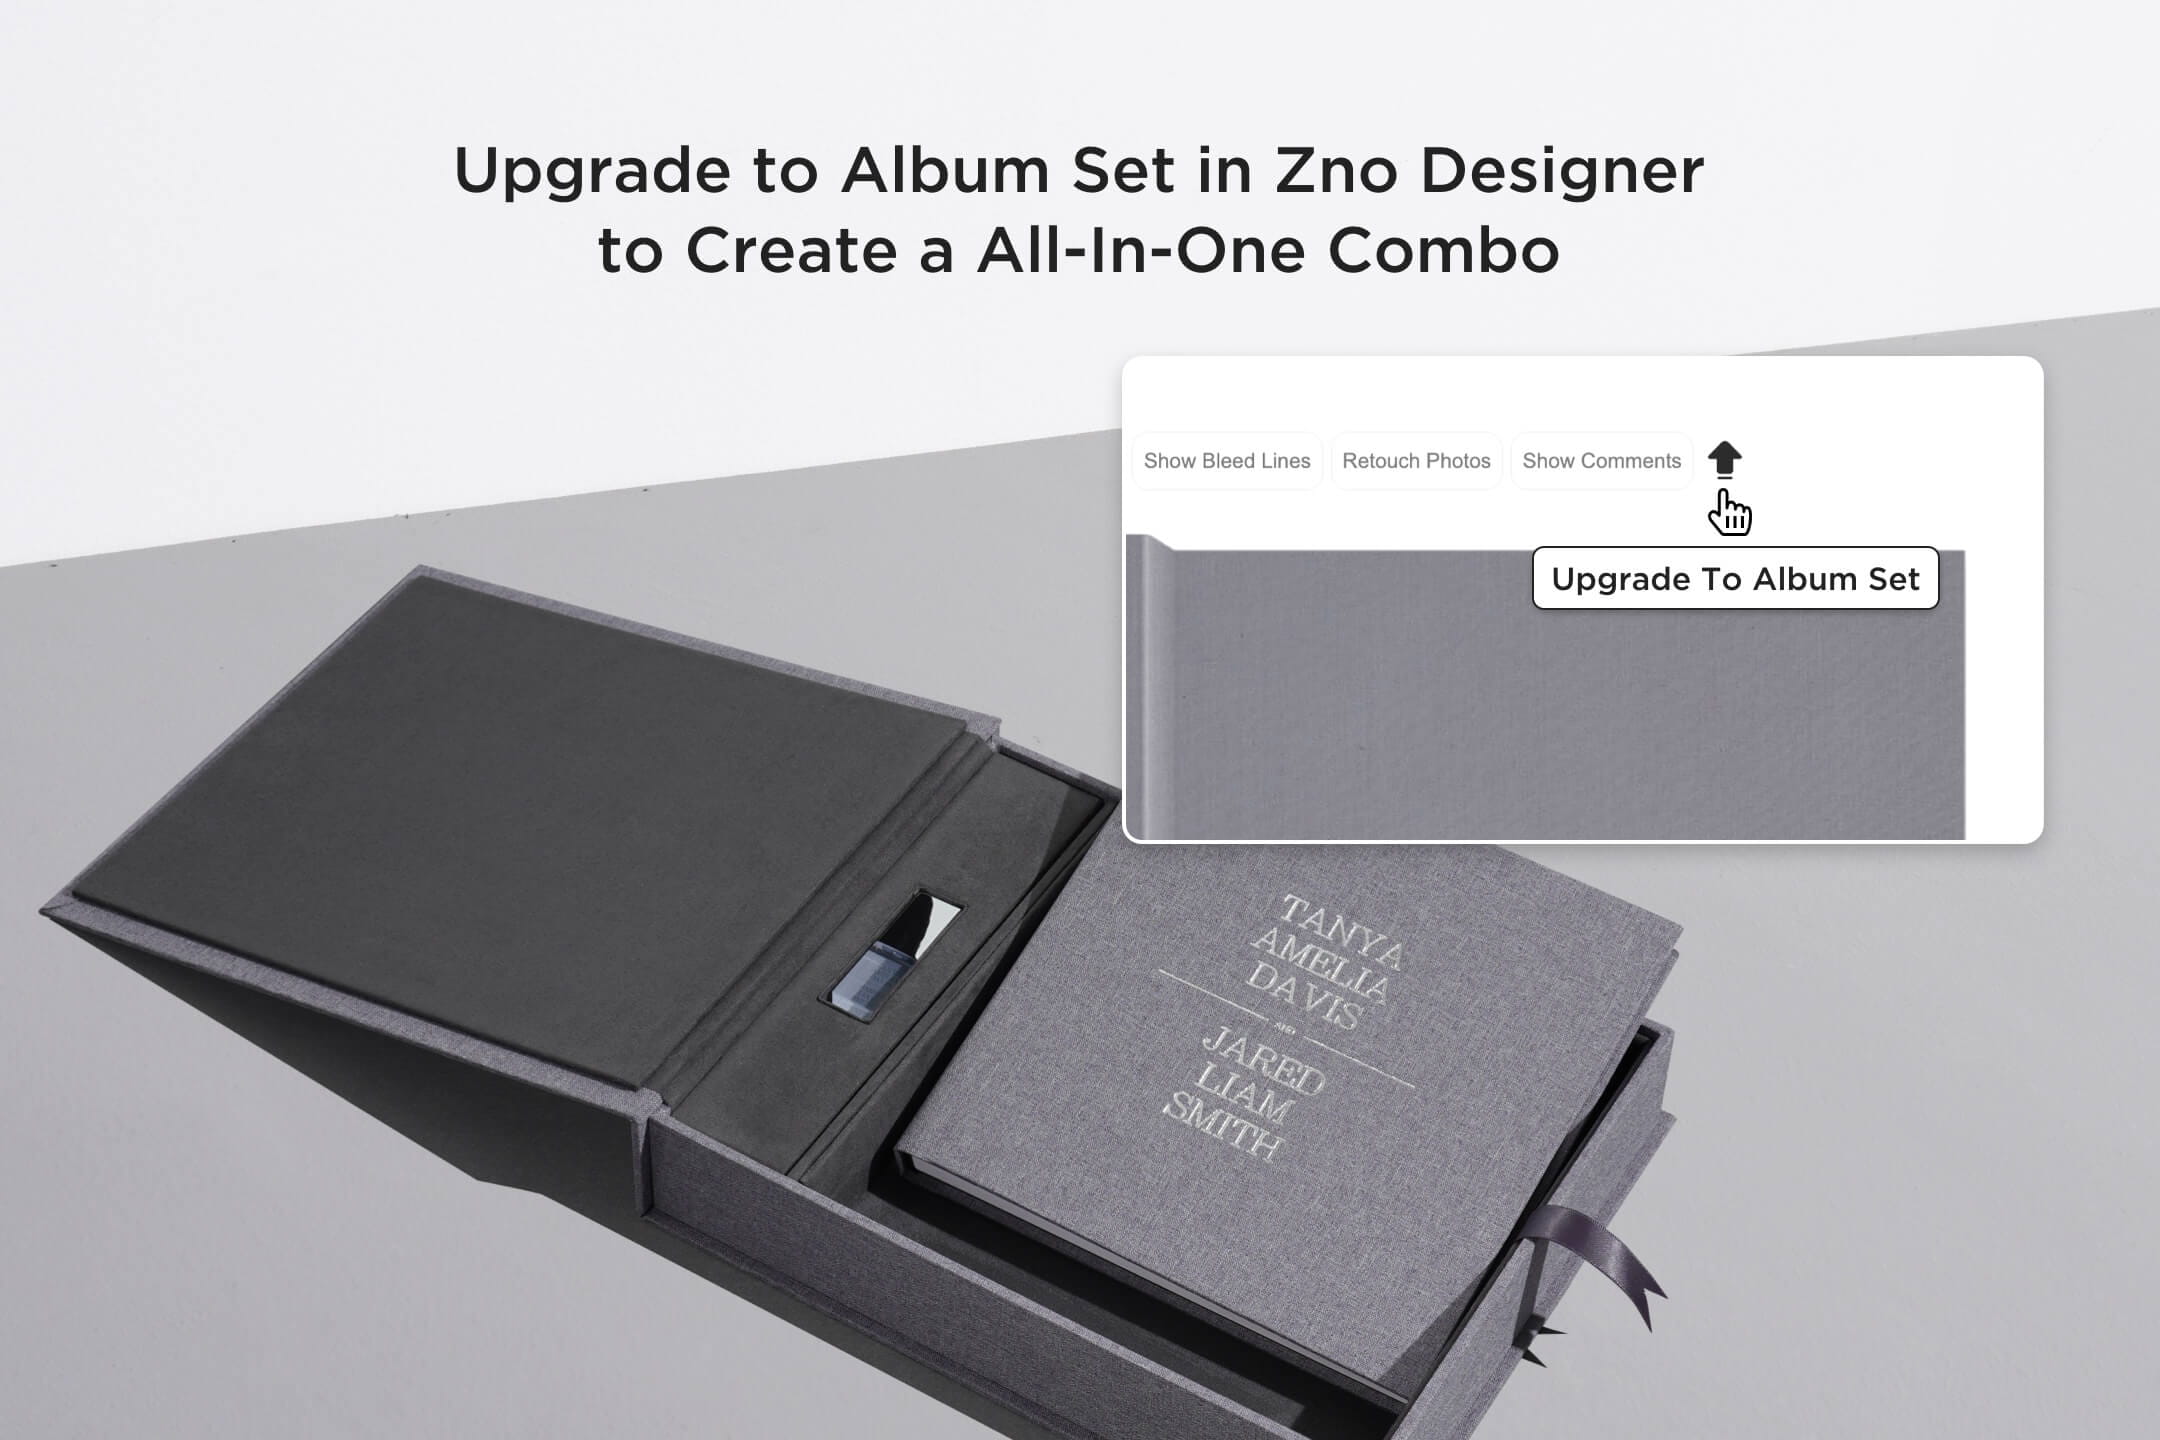 Upgrade to Album Set in Zno Designer
to Create a All-In-One Combo
Show Bleed Lines
Retouch Photos
Show Comments
Upgrade To Album Set
TANYA
AMELIA
DAVIS
AND
JARED
LIAM
SMITH